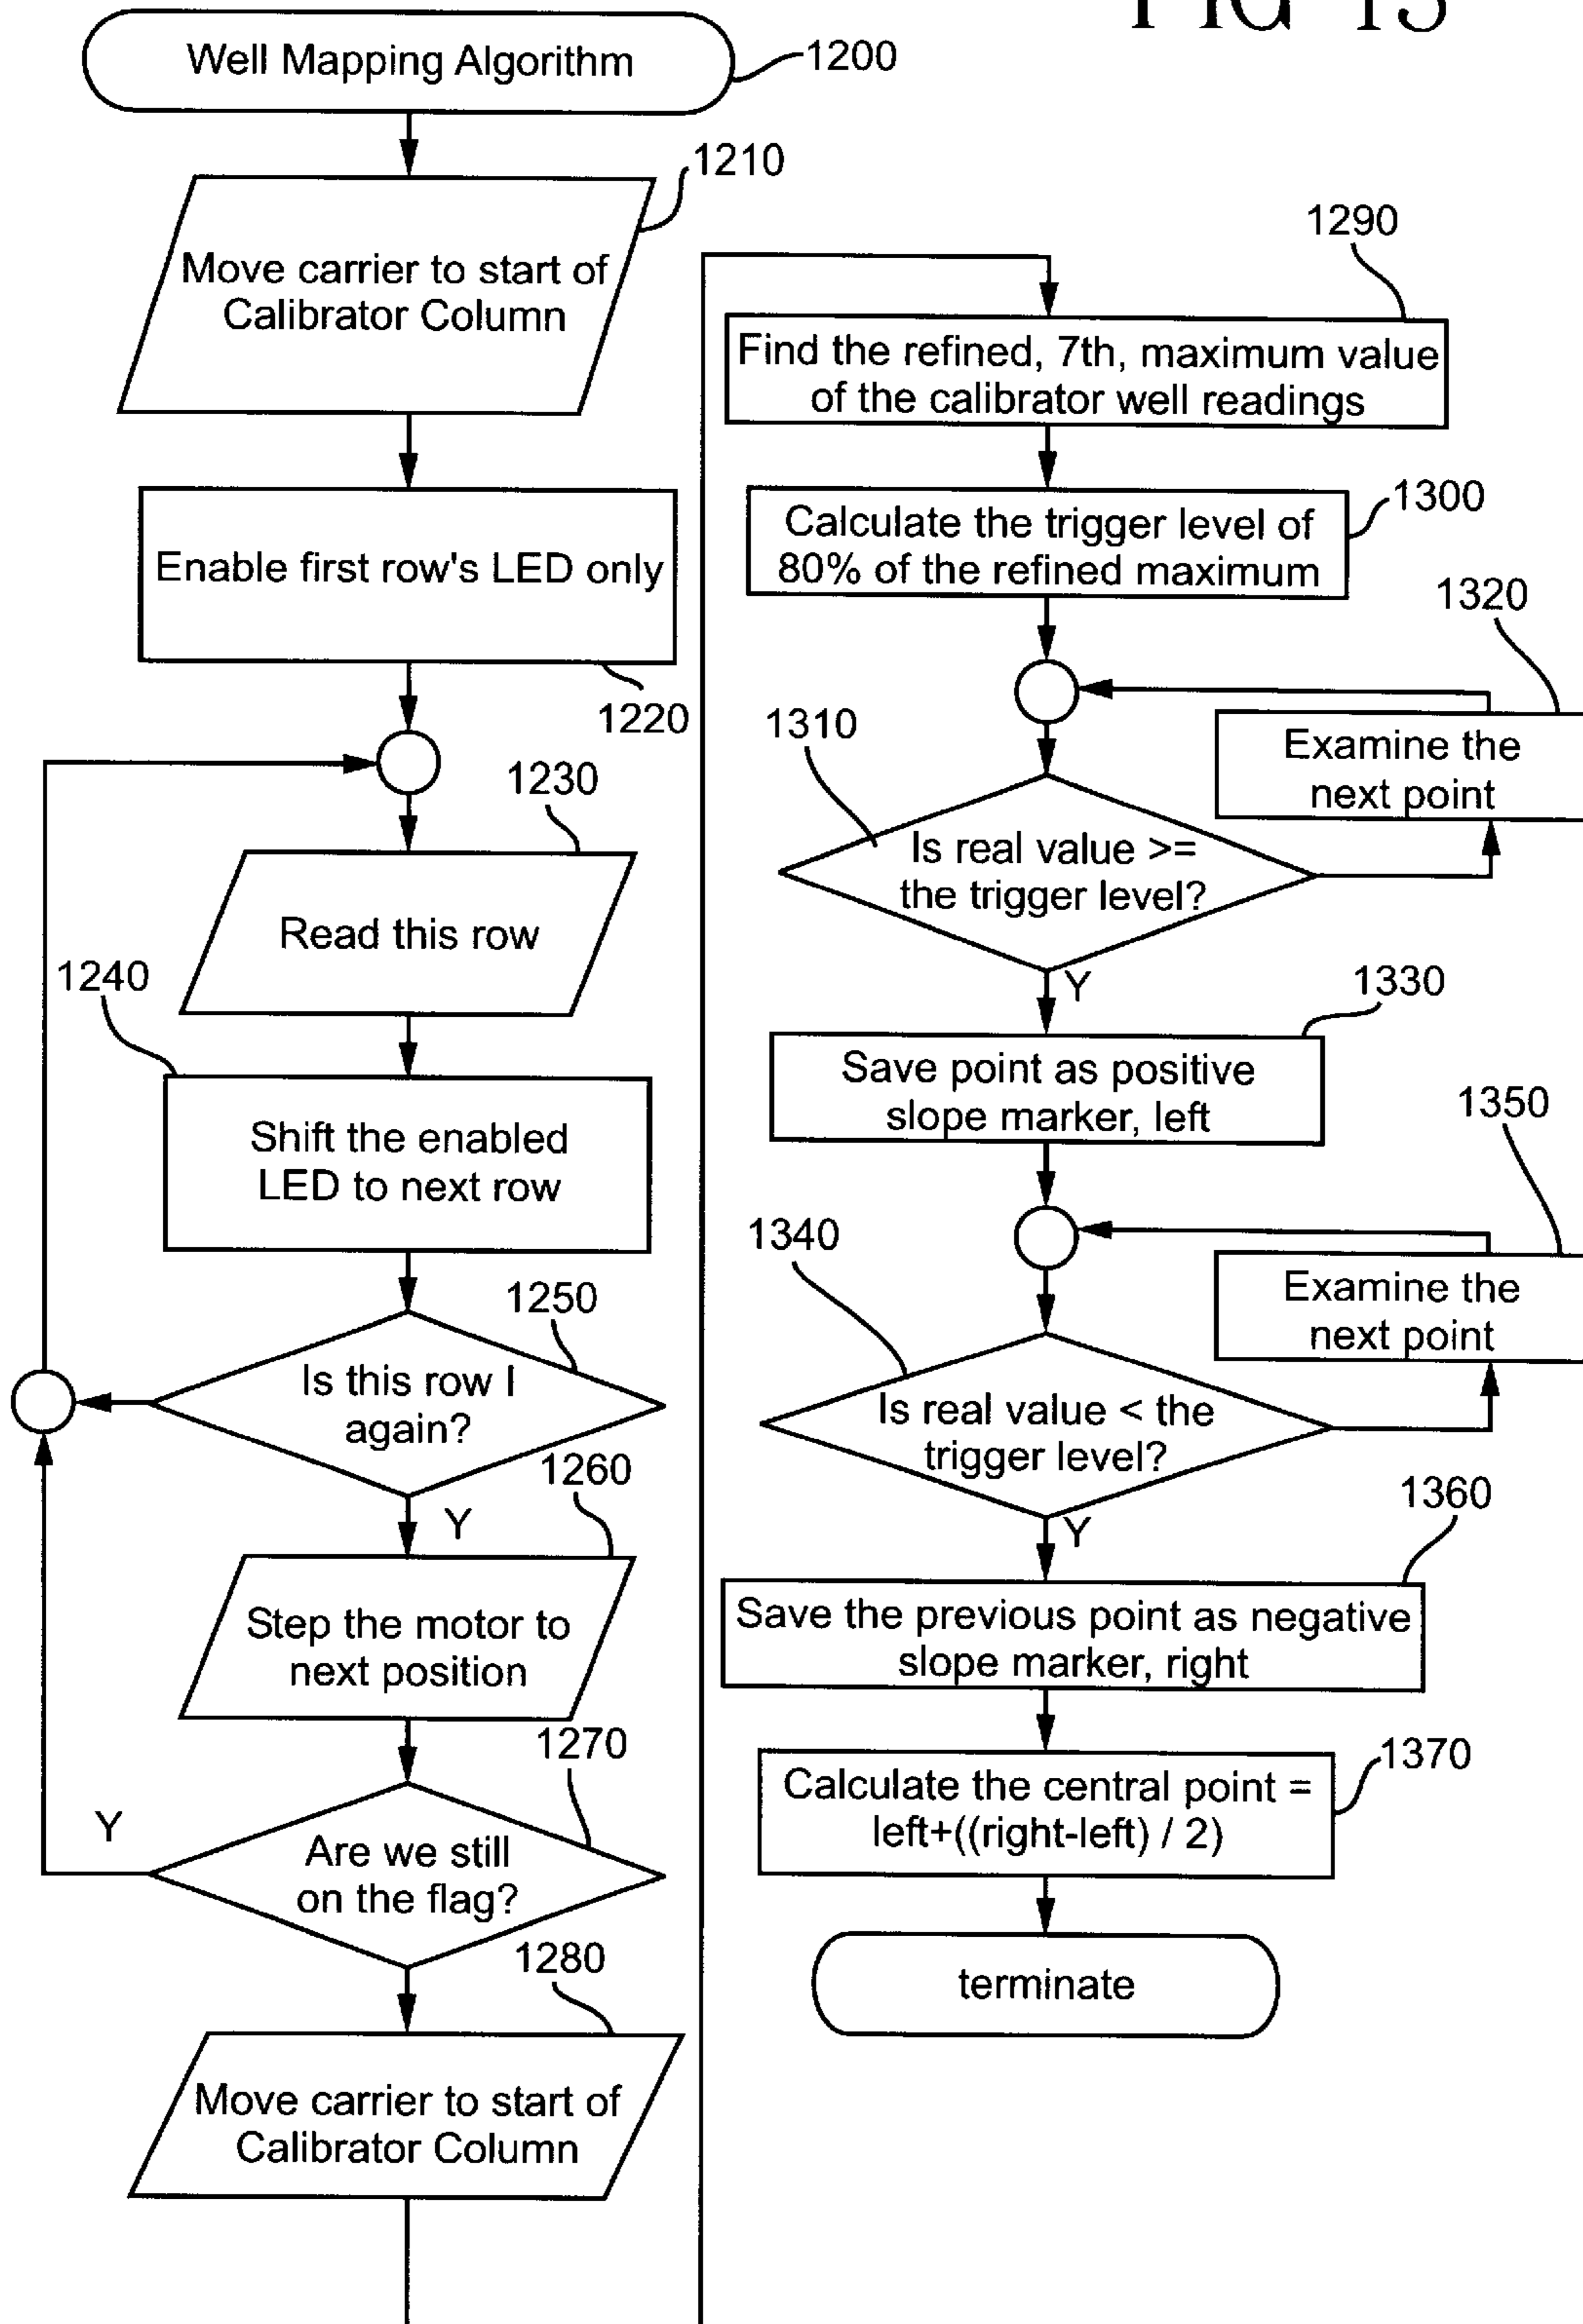 FIG 13
Well Mapping Algorithm
1200
1210
Move carrier to start of
Calibrator Column
Enable first row's LED only
1220
1230
Read this row
1240
Shift the enabled
LED to next row
1250
Is this row I
again?
Y
1260
Step the motor to
next position
1270
Y
Are we still
on the flag?
1280
Move carrier to start of
Calibrator Column
1290
Find the refined, 7th, maximum value
of the calibrator well readings
1300
Calculate the trigger level of
80% of the refined maximum
1320
Examine the
next point
1310
Is real value >=
the trigger level?
Y
1330
Save point as positive
slope marker, left
1350
Examine the
next point
1340
Is real value < the
trigger level?
Y
1360
Save the previous point as negative
slope marker, right
1370
Calculate the central point =
left+((right-left) / 2)
terminate